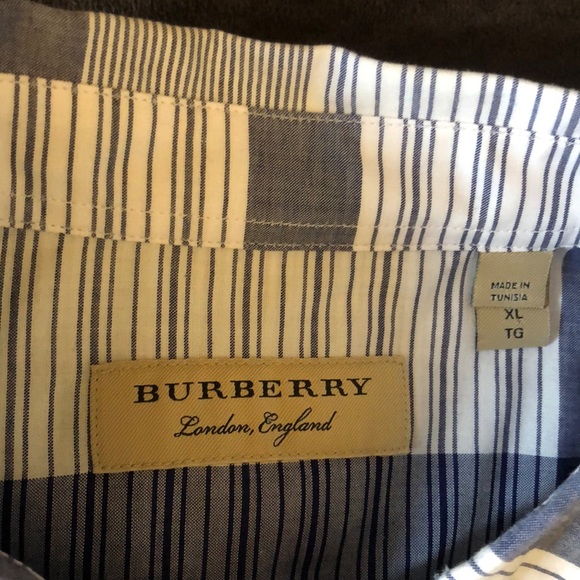 MADE IN
TUNISIA
XL
TG
BURBERRY
London, England